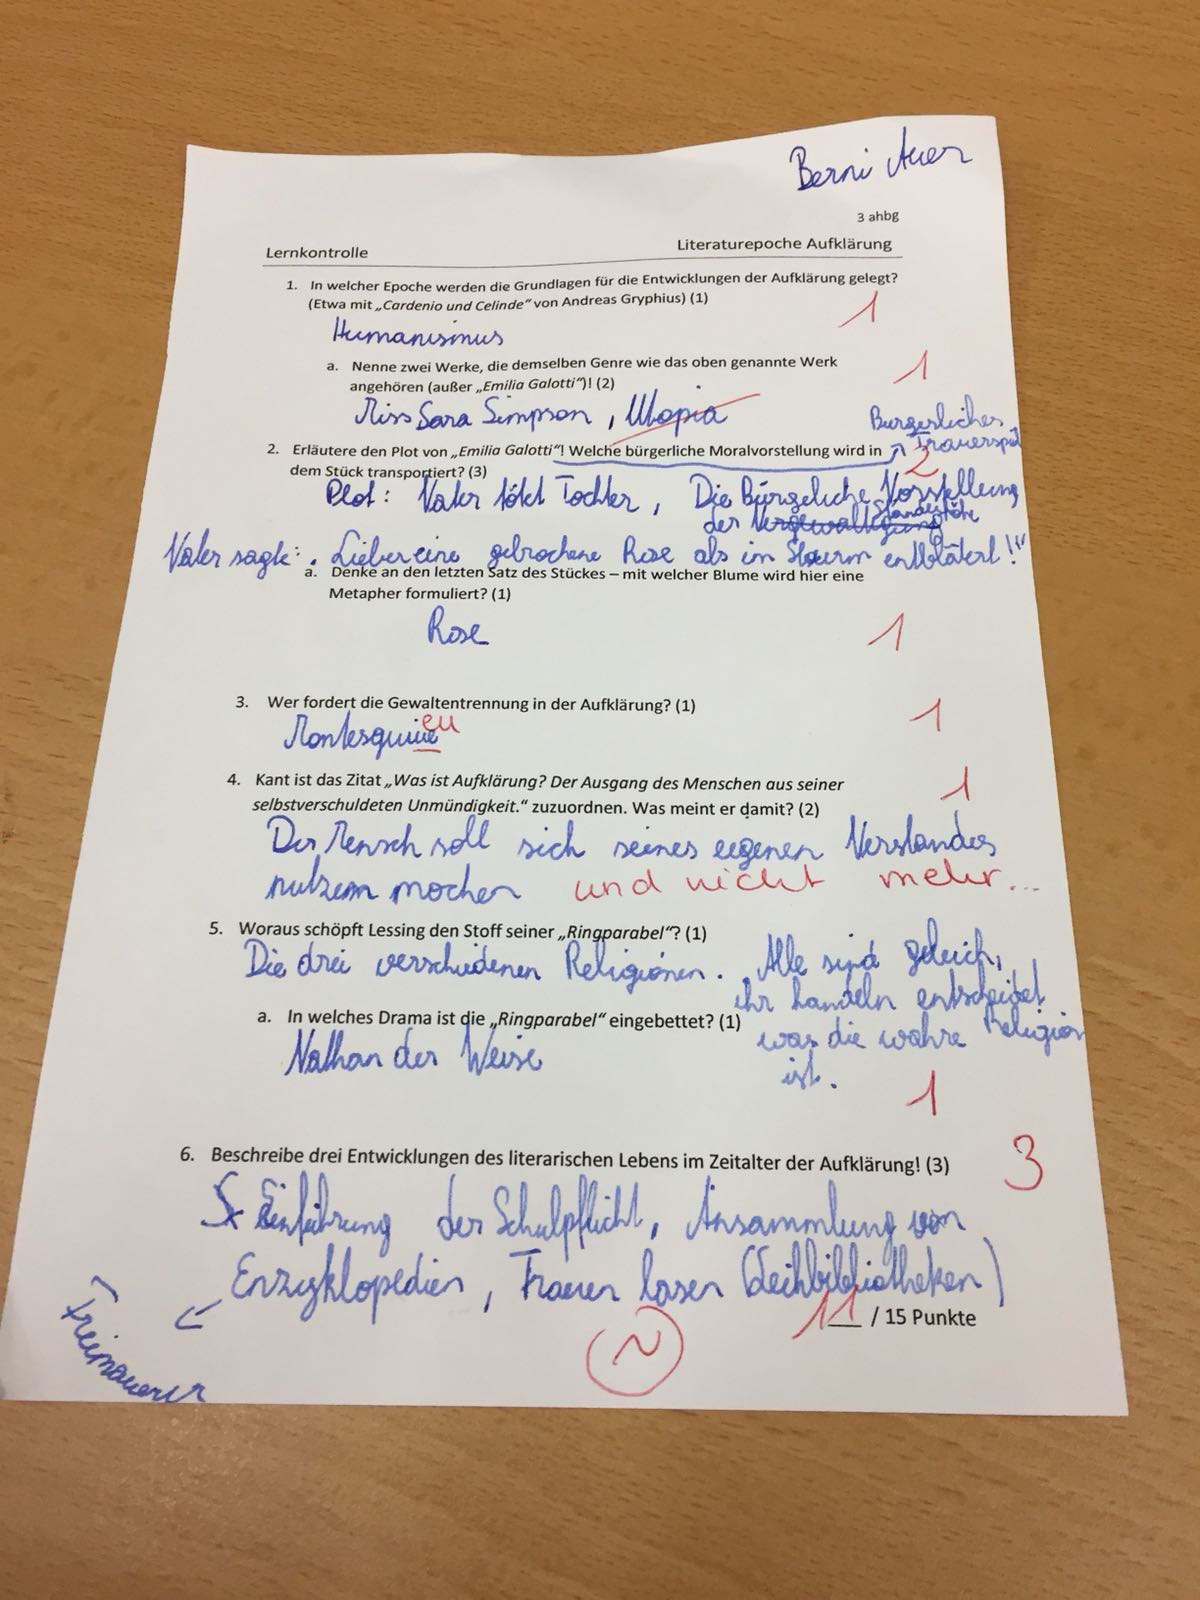 Berni Auer
3 ahbg
Lernkontrolle Literaturepoche Aufklärung
1. In welcher Epoche werden die Grundlagen für die Entwicklungen der Aufklärung gelegt?
(Etwa mit „Cardenio und Celinde“ von Andreas Gryphius) (1)
1
Humanismus
a. Nenne zwei Werke, die demselben Genre wie das oben genannte Werk
angehören (außer „Emilia Galotti“)! (2)
1
Miss Sara Simpson, Utopia
Bürgerliches
Trauerspiel
2. Erläutere den Plot von „Emilia Galotti“! Welche bürgerliche Moralvorstellung wird in
dem Stück transportiert? (3)
2
Plot: Vater tötet Tochter, Die Bürgerliche Vorstellung
der Vergewaltigung
Vater sagte: „Lieber eine gebrochene Rose als im Sturm entblättert!“
a. Denke an den letzten Satz des Stückes – mit welcher Blume wird hier eine
Metapher formuliert? (1)
Rose
1
3. Wer fordert die Gewaltentrennung in der Aufklärung? (1)
1
eu
4. Kant ist das Zitat „Was ist Aufklärung? Der Ausgang des Menschen aus seiner
selbstverschuldeten Unmündigkeit.“ zuzuordnen. Was meint er damit? (2)
1
Der Mensch soll sich seines eigenen Verstandes
nutzen machen und nicht mehr...
5. Woraus schöpft Lessing den Stoff seiner „Ringparabel“? (1)
Die drei verschiedenen Religionen. Alle sind geleich,
ihr handeln entscheidet
was die wahre Religion
ist.
a. In welches Drama ist die „Ringparabel“ eingebettet? (1)
Nathan der Weise
1
6. Beschreibe drei Entwicklungen des literarischen Lebens im Zeitalter der Aufklärung! (3)
3
Einführung der Schulpflicht, Ansammlung von
Enzyklopedien, Frauen lasen (Leihbibliotheken)
Freimaurer
11 / 15 Punkte